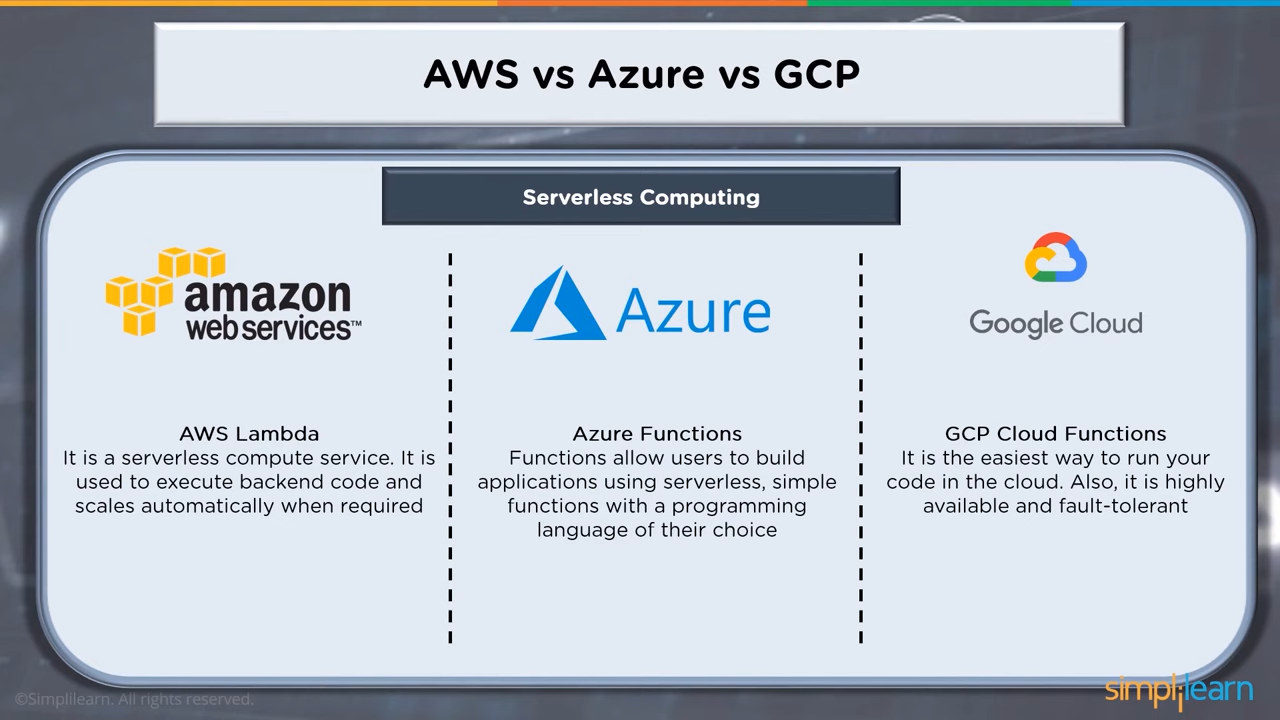 AWS vs Azure vs GCP
Serverless Computing
amazon
web services™
Azure
Google Cloud
AWS Lambda
It is a serverless compute service. It is
used to execute backend code and
scales automatically when required
Azure Functions
Functions allow users to build
applications using serverless, simple
functions with a programming
language of their choice
GCP Cloud Functions
It is the easiest way to run your
code in the cloud. Also, it is highly
available and fault-tolerant
©Simplilearn. All rights reserved.
simplilearn